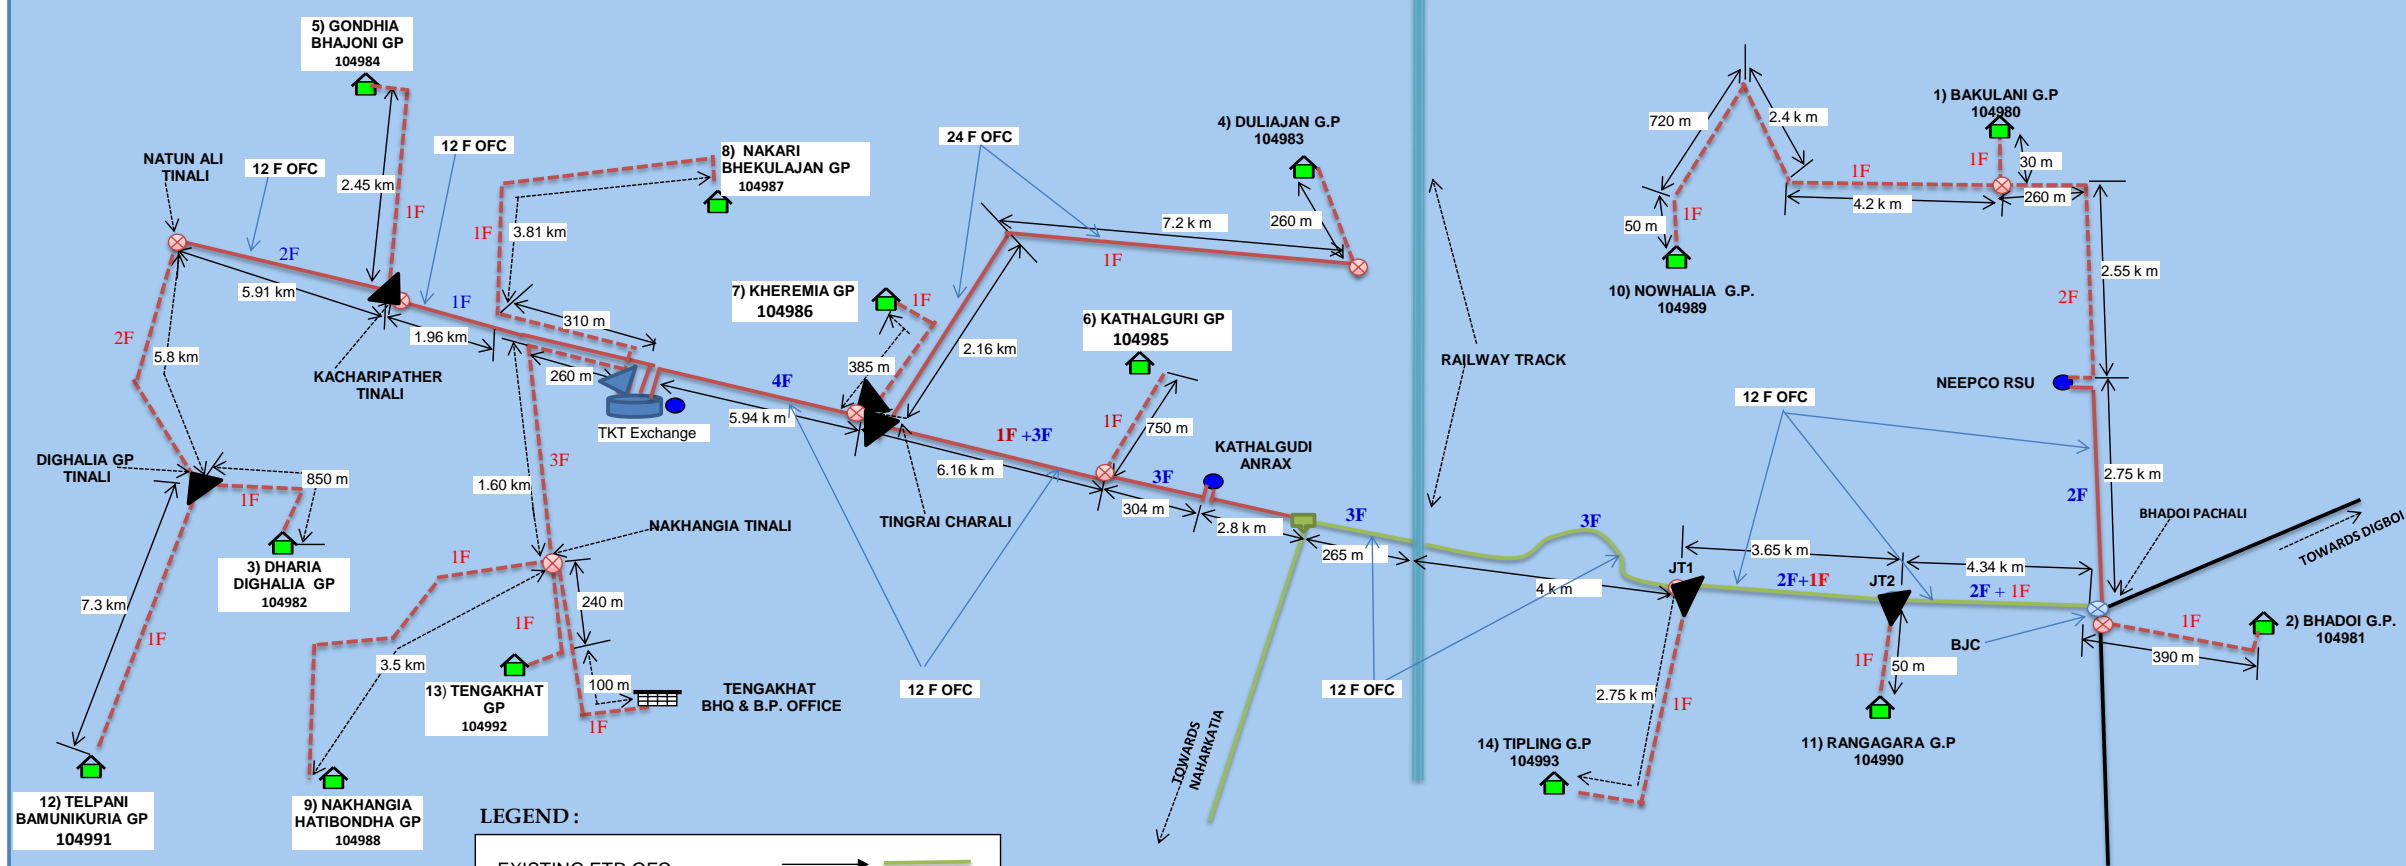 5) GONDHIA
BHAJONI GP
104984
NATUN ALI
TINALI
12 F OFC
12 F OFC
2.45 km
1F
2F
5.91 km
1F
1.96 km
KACHARIPATHER
TINALI
2F
5.8 km
DIGHALIA GP
TINALI
850 m
1F
3) DHARIA
DIGHALIA GP
104982
7.3 km
1F
12) TELPANI
BAMUNIKURIA GP
104991
8) NAKARI
BHEKULAJAN GP
104987
1F
3.81 km
310 m
260 m
TKT Exchange
3F
1.60 km
NAKHANGIA TINALI
1F
3.5 km
9) NAKHANGIA
HATIBONDHA GP
104988
240 m
1F
13) TENGAKHAT
GP
104992
100 m
1F
TENGAKHAT
BHQ & B.P. OFFICE
24 F OFC
7) KHEREMIA GP
104986
1F
385 m
4F
5.94 k m
2.16 km
7.2 k m
1F
4) DULIAJAN G.P
104983
260 m
6) KATHALGURI GP
104985
1F
750 m
1F +3F
6.16 k m
TINGRAI CHARALI
12 F OFC
KATHALGUDI
ANRAX
3F
304 m
2.8 k m
3F
265 m
RAILWAY TRACK
3F
4 k m
12 F OFC
TOWARDS
NAHARKATIA
720 m
2.4 k m
1) BAKULANI G.P
104980
1F
30 m
1F
4.2 k m
260 m
50 m
1F
10) NOWHALIA G.P.
104989
2.55 k m
2F
NEEPCO RSU
12 F OFC
2.75 k m
2F
BHADOI PACHALI
TOWARDS DIGBOI
JT1
3.65 k m
2F+1F
JT2
4.34 k m
2F + 1F
BJC
1F
390 m
2) BHADOI G.P.
104981
2.75 k m
1F
14) TIPLING G.P
104993
1F
50 m
11) RANGAGARA G.P
104990
LEGEND :
EXISTING FTP OFC